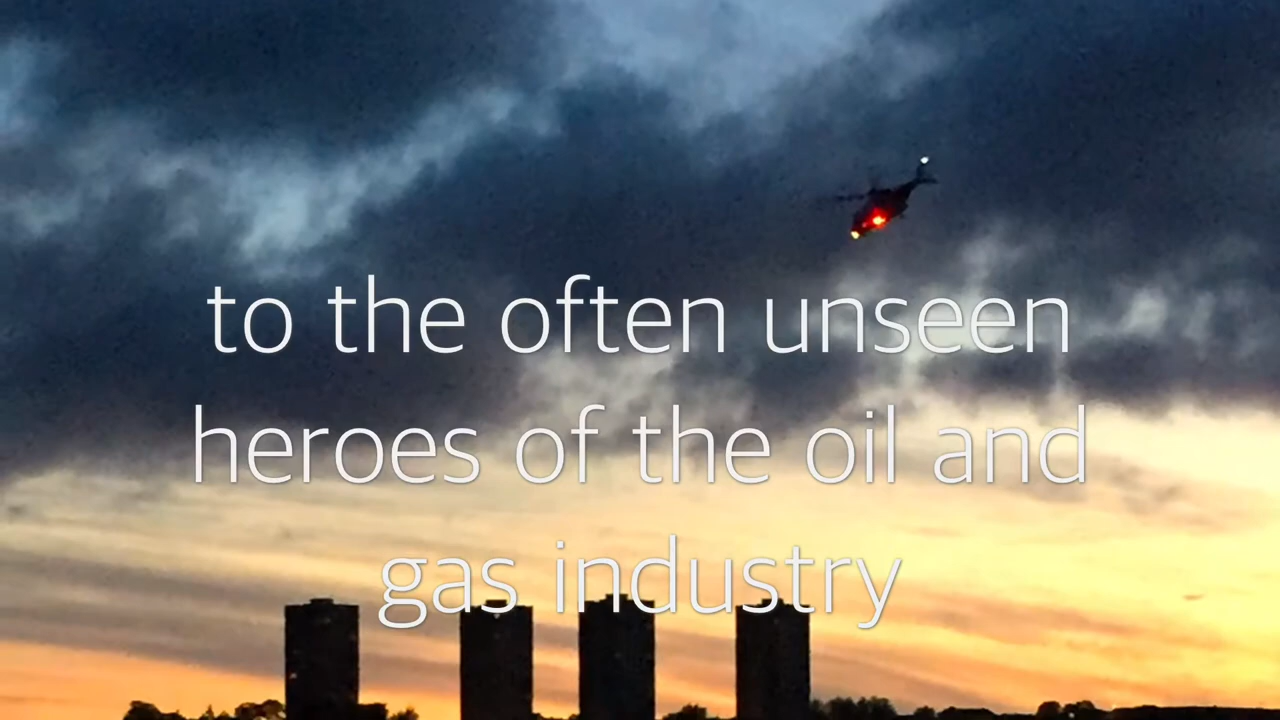 to the often unseen
heroes of the oil and
gas industry